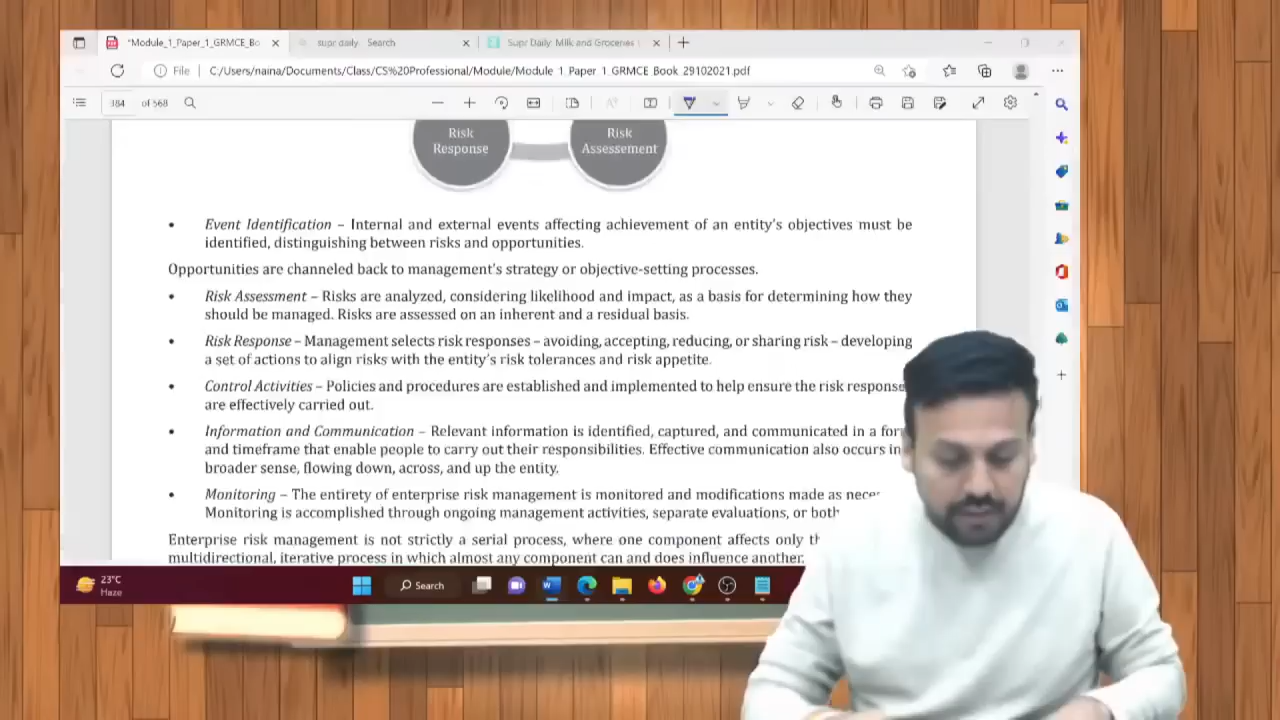 *Module_1_Paper_1_GRMCE_Bo
supr daily - Search
Supr Daily: Milk and Groceries
File
C:/Users/naina/Documents/Class/CS%20Professional/Module/Module_1_Paper_1_GRMCE_Book_29102021.pdf
384 of 568
Risk Response
Risk Assessement
• Event Identification – Internal and external events affecting achievement of an entity's objectives must be
identified, distinguishing between risks and opportunities.
Opportunities are channeled back to management's strategy or objective-setting processes.
• Risk Assessment – Risks are analyzed, considering likelihood and impact, as a basis for determining how they
should be managed. Risks are assessed on an inherent and a residual basis.
• Risk Response – Management selects risk responses – avoiding, accepting, reducing, or sharing risk – developing
a set of actions to align risks with the entity's risk tolerances and risk appetite.
• Control Activities – Policies and procedures are established and implemented to help ensure the risk response
are effectively carried out.
• Information and Communication – Relevant information is identified, captured, and communicated in a for
and timeframe that enable people to carry out their responsibilities. Effective communication also occurs in
broader sense, flowing down, across, and up the entity.
• Monitoring – The entirety of enterprise risk management is monitored and modifications made as nece
Monitoring is accomplished through ongoing management activities, separate evaluations, or both
Enterprise risk management is not strictly a serial process, where one component affects only th
multidirectional, iterative process in which almost any component can and does influence another.
23°C
Haze
Search